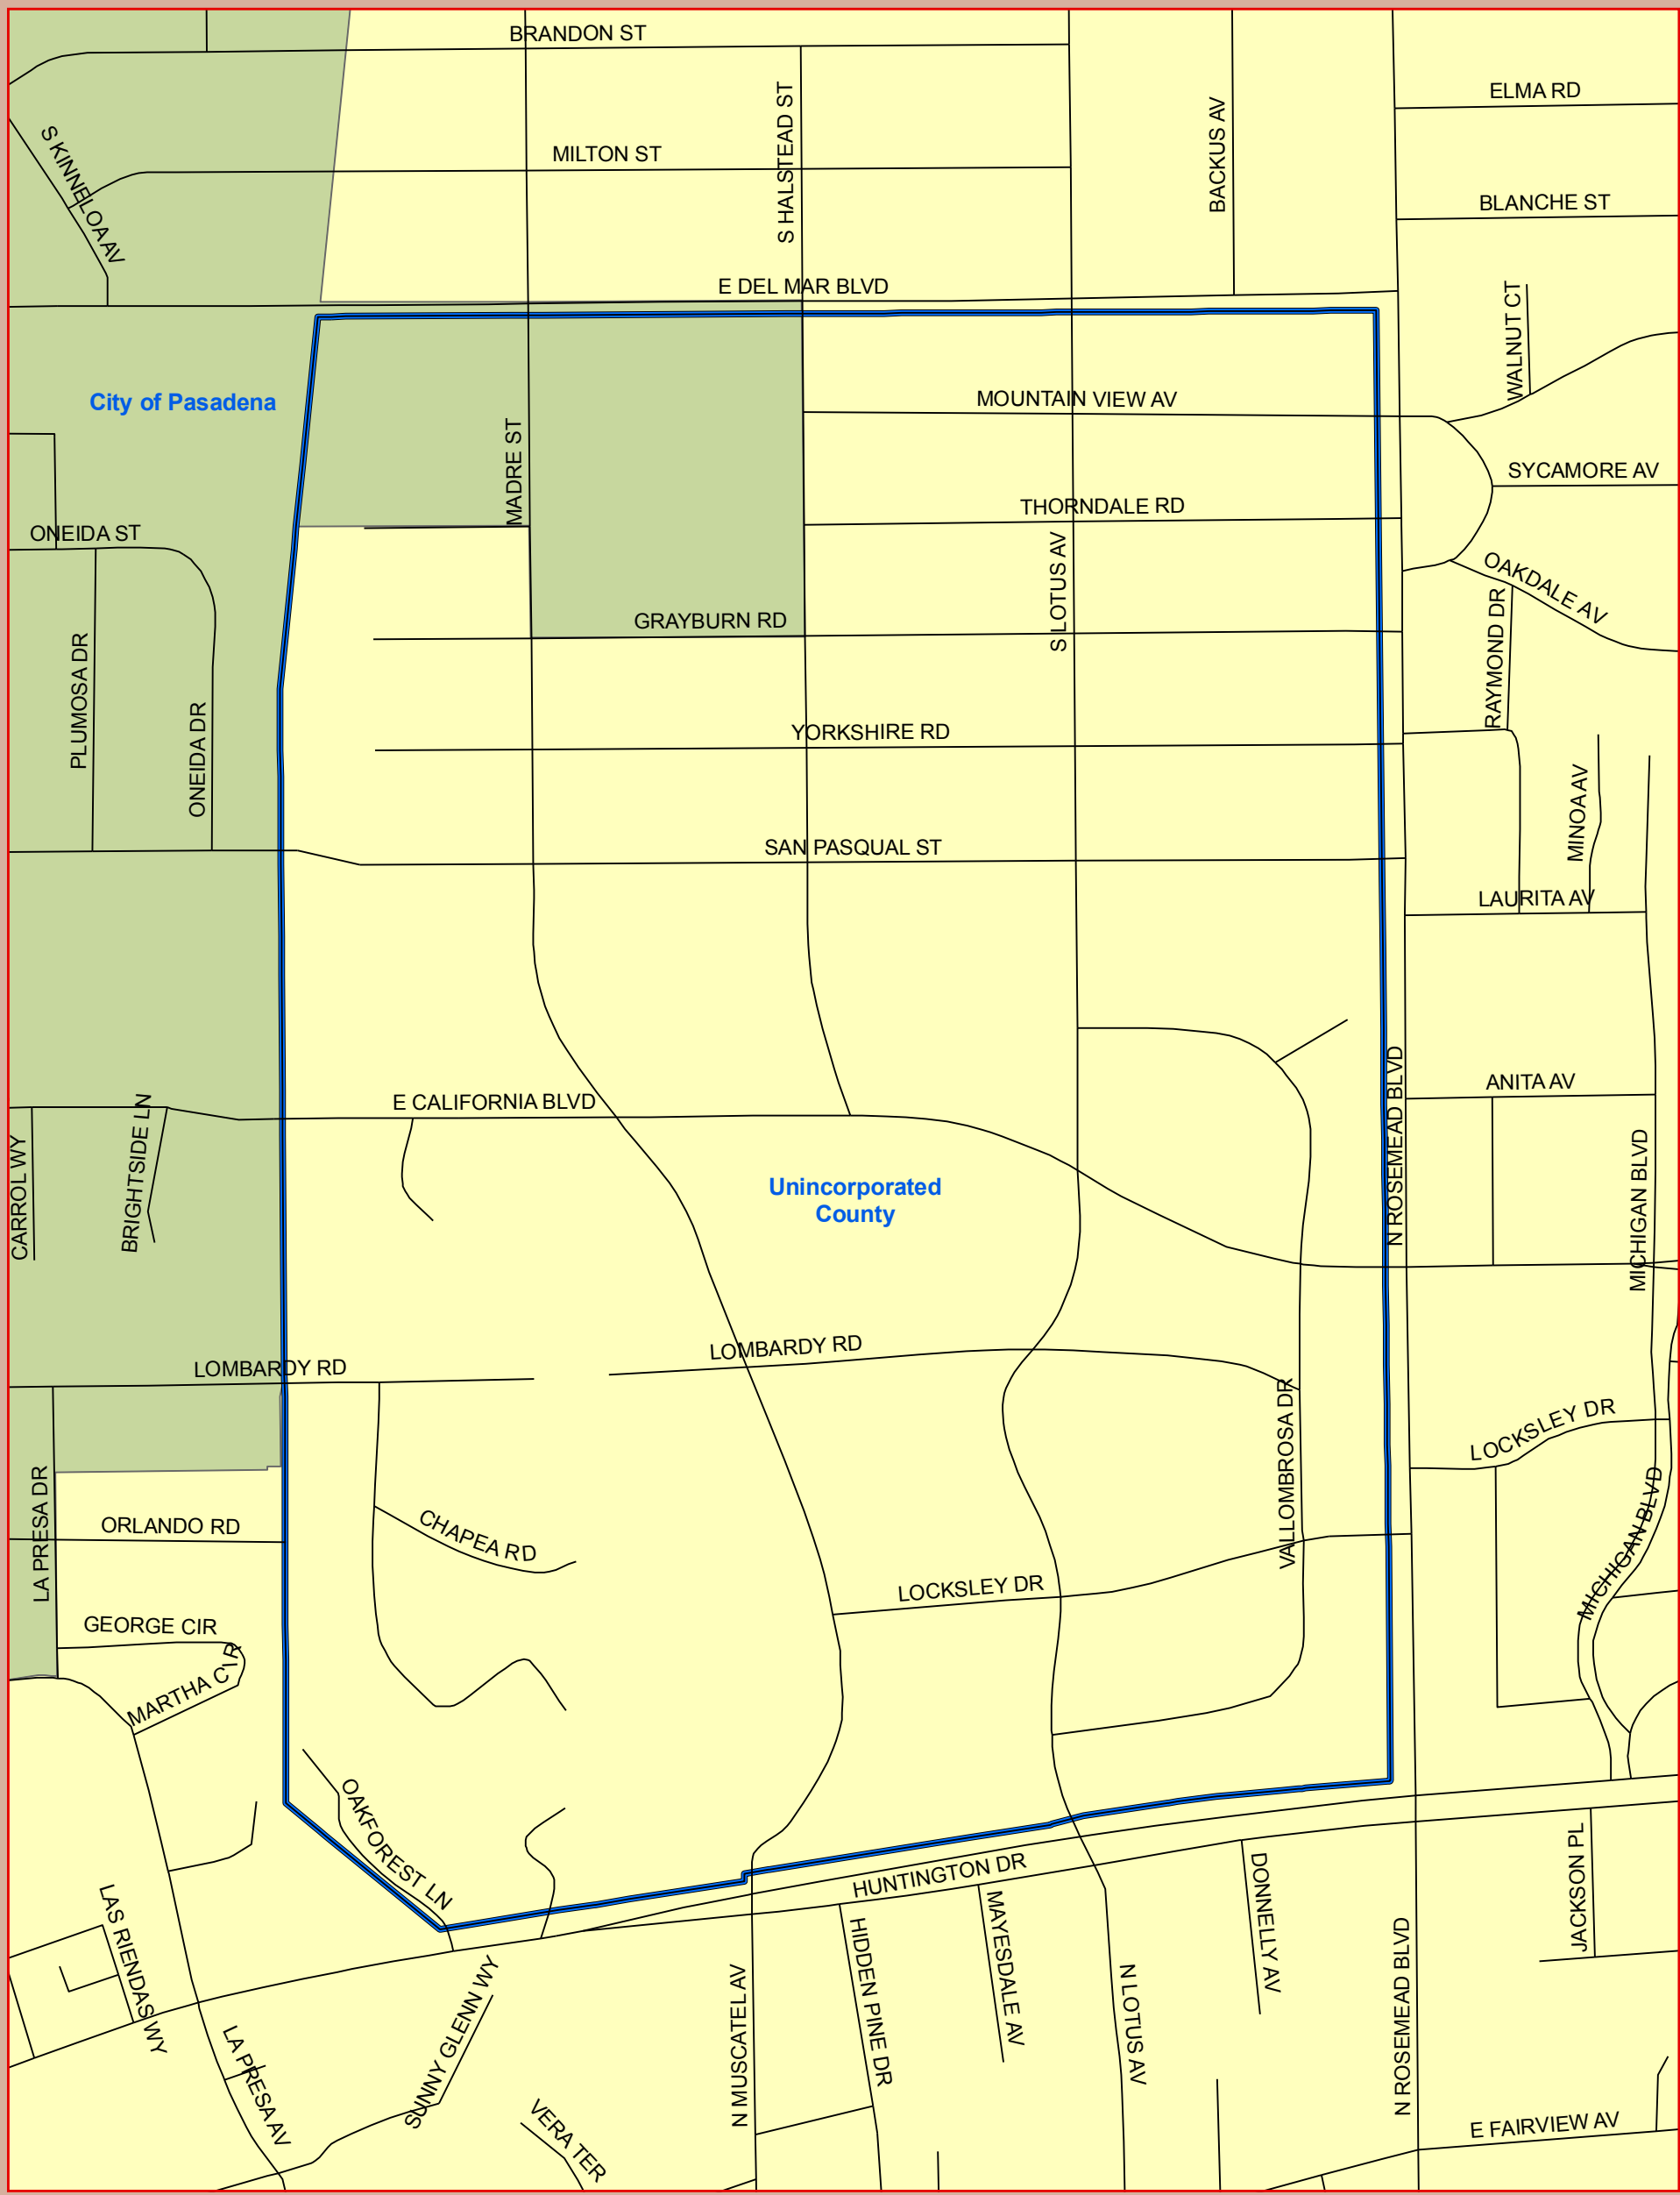 BRANDON ST
ELMA RD
S KINNELOA AV
MILTON ST
S HALSTEAD ST
BACKUS AV
BLANCHE ST
E DEL MAR BLVD
WALNUT CT
City of Pasadena
MADRE ST
MOUNTAIN VIEW AV
SYCAMORE AV
ONEIDA ST
THORNDALE RD
S LOTUS AV
OAKDALE AV
GRAYBURN RD
RAYMOND DR
PLUMOSA DR
ONEIDA DR
YORKSHIRE RD
MINOA AV
SAN PASQUAL ST
LAURITA AV
N ROSEMEAD BLVD
ANITA AV
E CALIFORNIA BLVD
BRIGHTSIDE LN
CARROL WY
MICHIGAN BLVD
Unincorporated
County
LOMBARDY RD
LOMBARDY RD
VALLOMBROSA DR
LOCKSLEY DR
LA PRESA DR
ORLANDO RD
CHAPEA RD
MICHIGAN BLVD
LOCKSLEY DR
GEORGE CIR
MARTHA CIR
OAKFOREST LN
HUNTINGTON DR
DONNELLY AV
JACKSON PL
LAS RIENDAS WY
HIDDEN PINE DR
MAYESDALE AV
N LOTUS AV
N ROSEMEAD BLVD
SUNNY GLENN WY
N MUSCATEL AV
LA PRESA AV
VERA TER
E FAIRVIEW AV